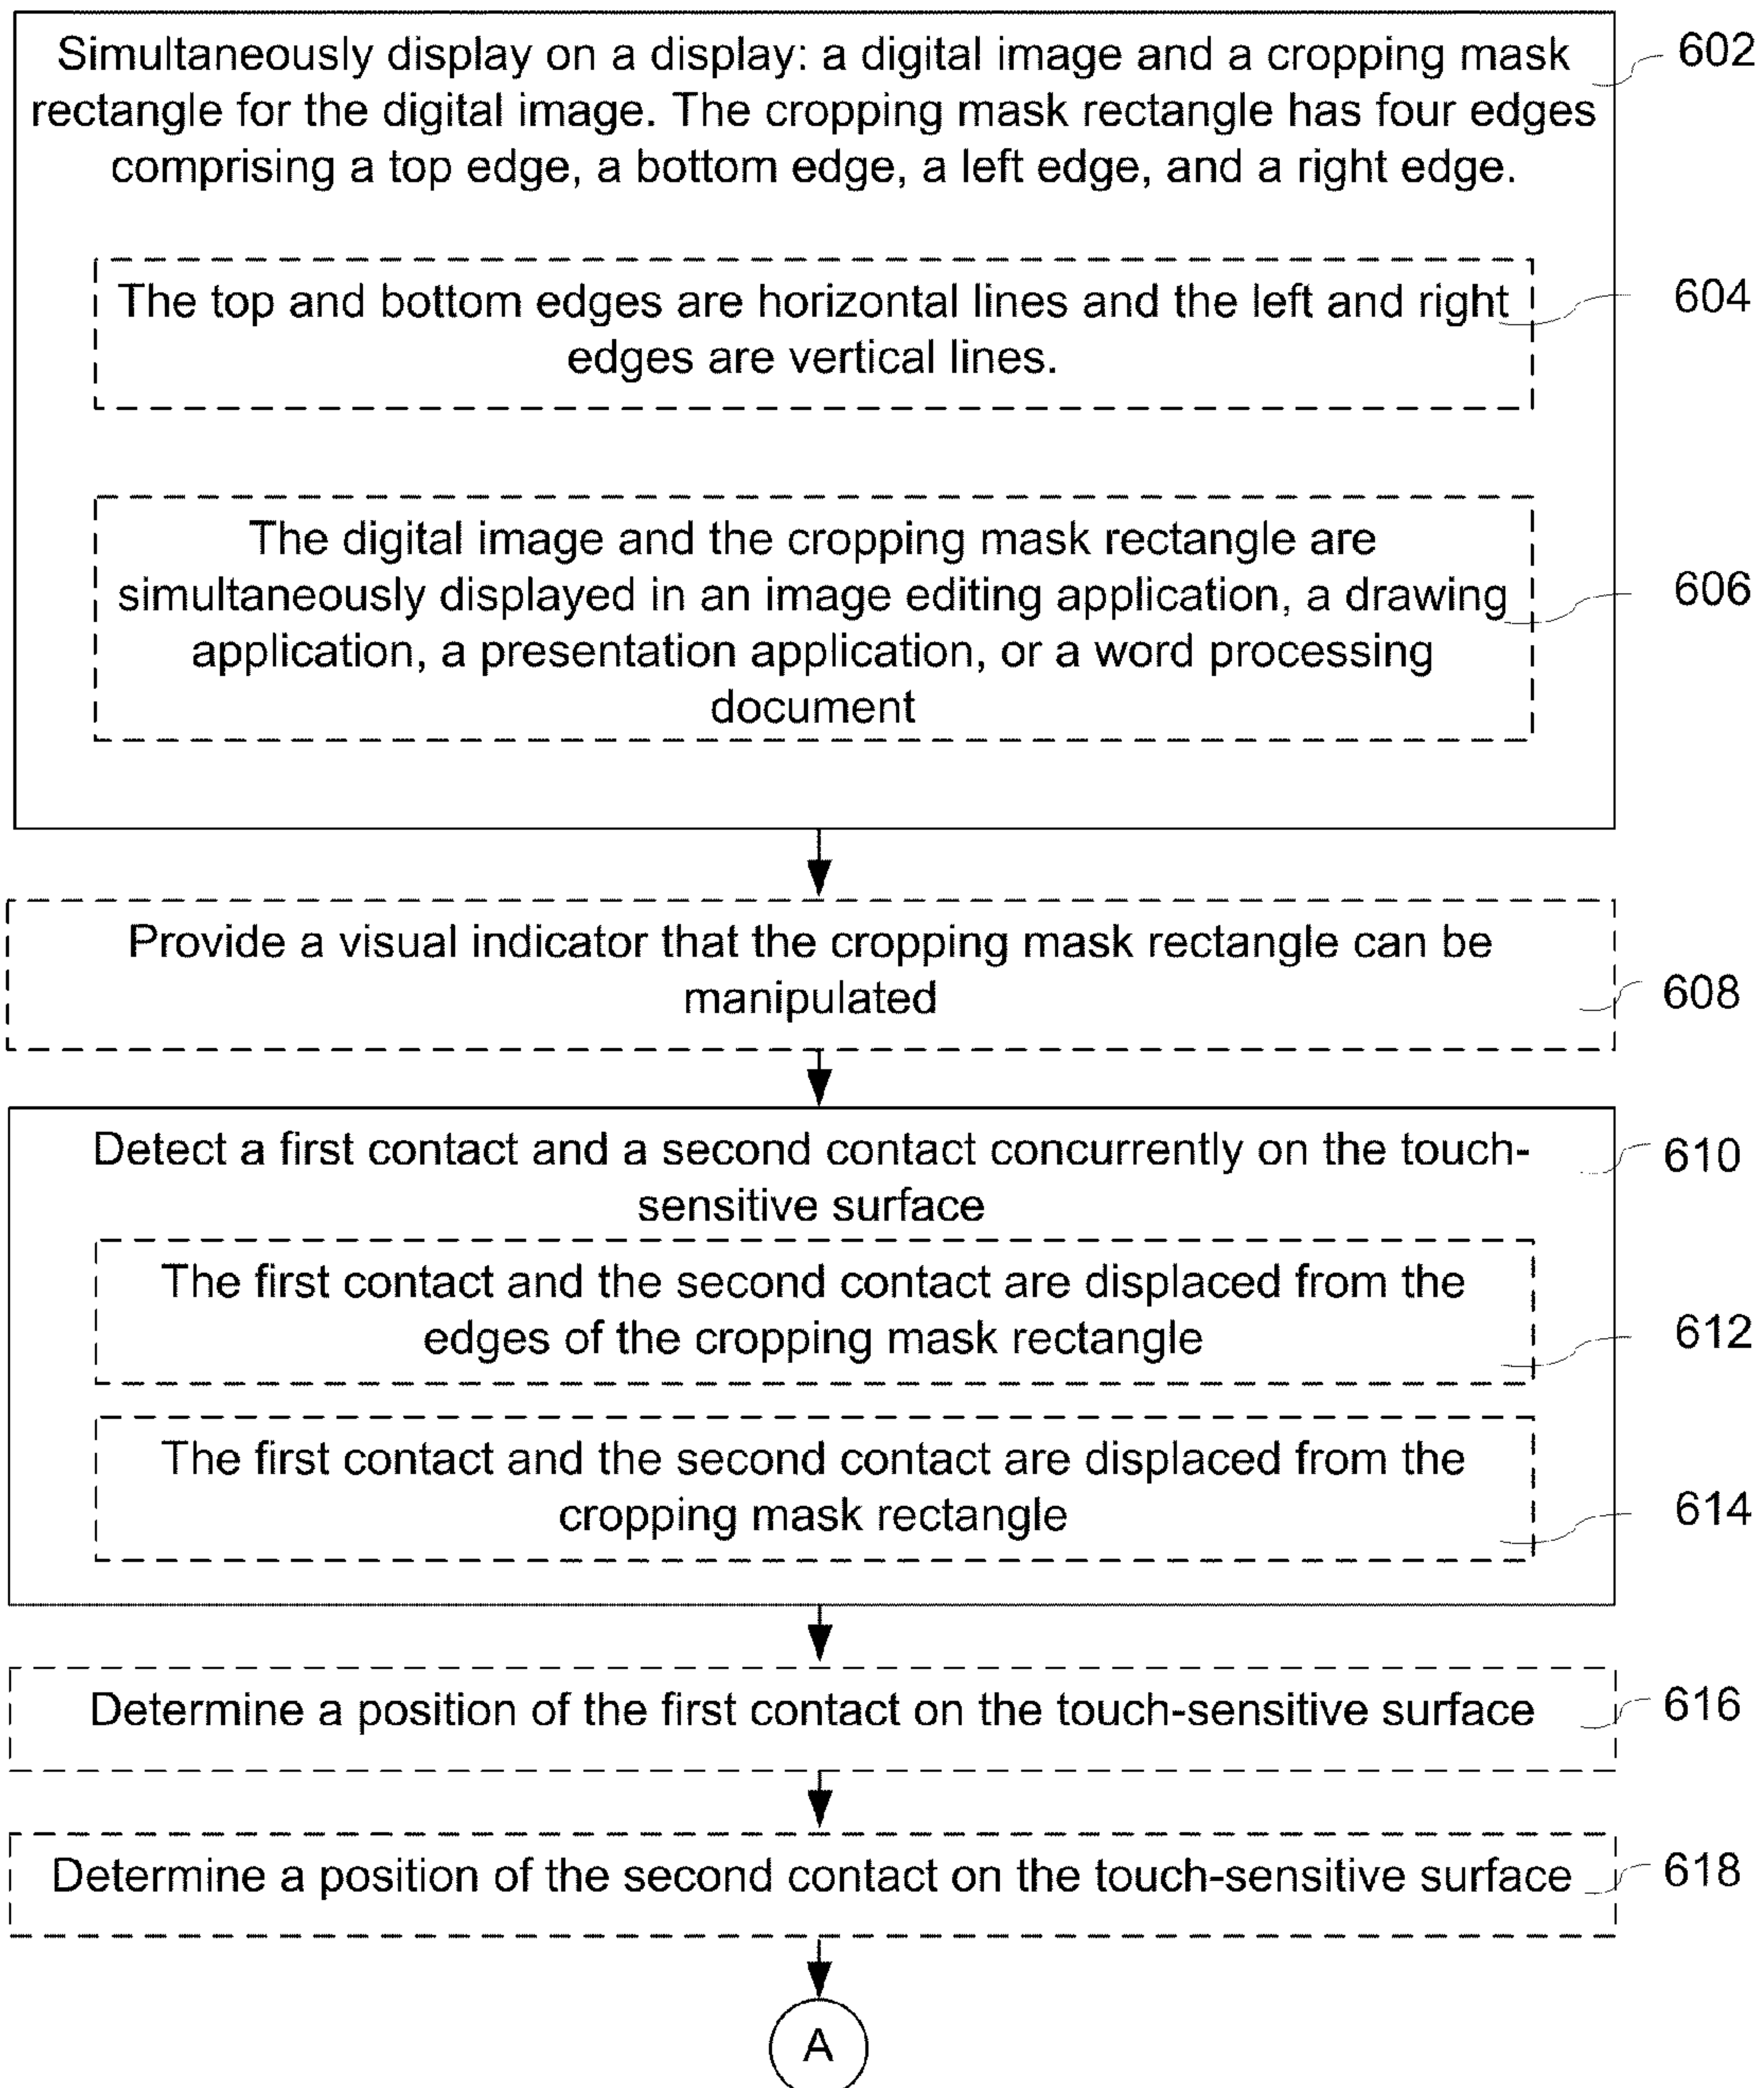 Simultaneously display on a display: a digital image and a cropping mask
rectangle for the digital image. The cropping mask rectangle has four edges
comprising a top edge, a bottom edge, a left edge, and a right edge.
602
The top and bottom edges are horizontal lines and the left and right
edges are vertical lines.
604
The digital image and the cropping mask rectangle are
simultaneously displayed in an image editing application, a drawing
application, a presentation application, or a word processing
document
606
Provide a visual indicator that the cropping mask rectangle can be
manipulated
608
Detect a first contact and a second contact concurrently on the touch-
sensitive surface
610
The first contact and the second contact are displaced from the
edges of the cropping mask rectangle
612
The first contact and the second contact are displaced from the
cropping mask rectangle
614
Determine a position of the first contact on the touch-sensitive surface
616
Determine a position of the second contact on the touch-sensitive surface
618
A